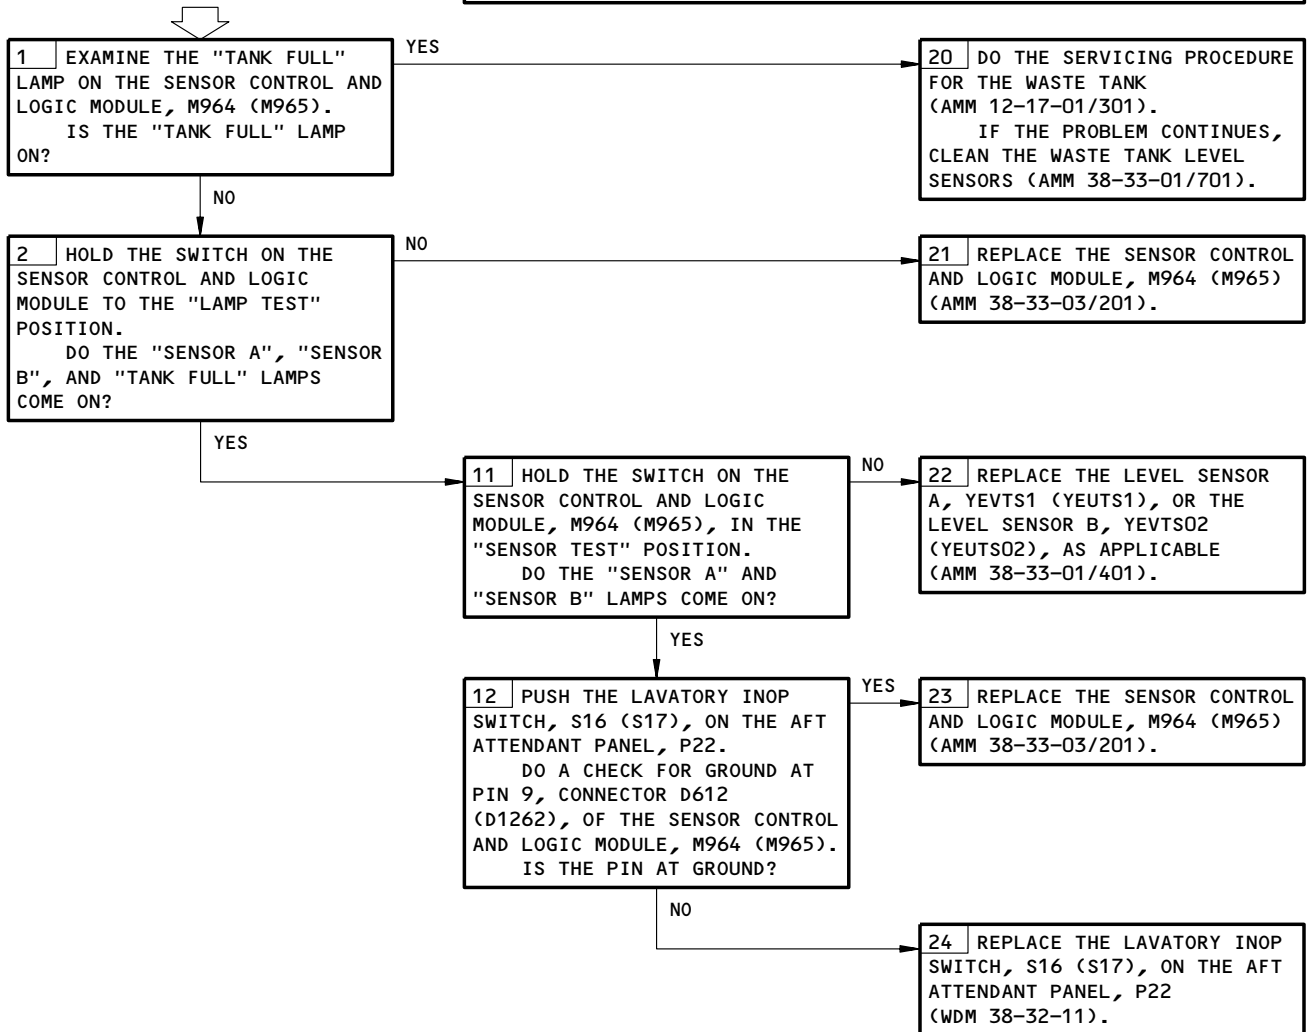 1 EXAMINE THE "TANK FULL"
LAMP ON THE SENSOR CONTROL AND
LOGIC MODULE, M964 (M965).
IS THE "TANK FULL" LAMP
ON?
YES
20 DO THE SERVICING PROCEDURE
FOR THE WASTE TANK
(AMM 12-17-01/301).
IF THE PROBLEM CONTINUES,
CLEAN THE WASTE TANK LEVEL
SENSORS (AMM 38-33-01/701).
NO
2 HOLD THE SWITCH ON THE
SENSOR CONTROL AND LOGIC
MODULE TO THE "LAMP TEST"
POSITION.
DO THE "SENSOR A", "SENSOR
B", AND "TANK FULL" LAMPS
COME ON?
NO
21 REPLACE THE SENSOR CONTROL
AND LOGIC MODULE, M964 (M965)
(AMM 38-33-03/201).
YES
11 HOLD THE SWITCH ON THE
SENSOR CONTROL AND LOGIC
MODULE, M964 (M965), IN THE
"SENSOR TEST" POSITION.
DO THE "SENSOR A" AND
"SENSOR B" LAMPS COME ON?
NO
22 REPLACE THE LEVEL SENSOR
A, YEVTS1 (YEUTS1), OR THE
LEVEL SENSOR B, YEVTS02
(YEUTS02), AS APPLICABLE
(AMM 38-33-01/401).
YES
12 PUSH THE LAVATORY INOP
SWITCH, S16 (S17), ON THE AFT
ATTENDANT PANEL, P22.
DO A CHECK FOR GROUND AT
PIN 9, CONNECTOR D612
(D1262), OF THE SENSOR CONTROL
AND LOGIC MODULE, M964 (M965).
IS THE PIN AT GROUND?
YES
23 REPLACE THE SENSOR CONTROL
AND LOGIC MODULE, M964 (M965)
(AMM 38-33-03/201).
NO
24 REPLACE THE LAVATORY INOP
SWITCH, S16 (S17), ON THE AFT
ATTENDANT PANEL, P22
(WDM 38-32-11).